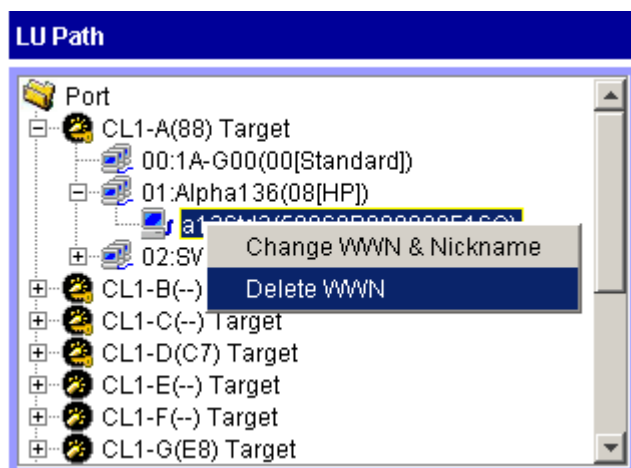 LU Path
Port
CL1-A(88) Target
00:1A-G00(00[Standard])
01:Alpha136(08[HP])
Change WWN & Nickname
02:SV
Delete WWN
CL1-B(--)
CL1-C(--) Target
CL1-D(C7) Target
CL1-E(--) Target
CL1-F(--) Target
CL1-G(E8) Target